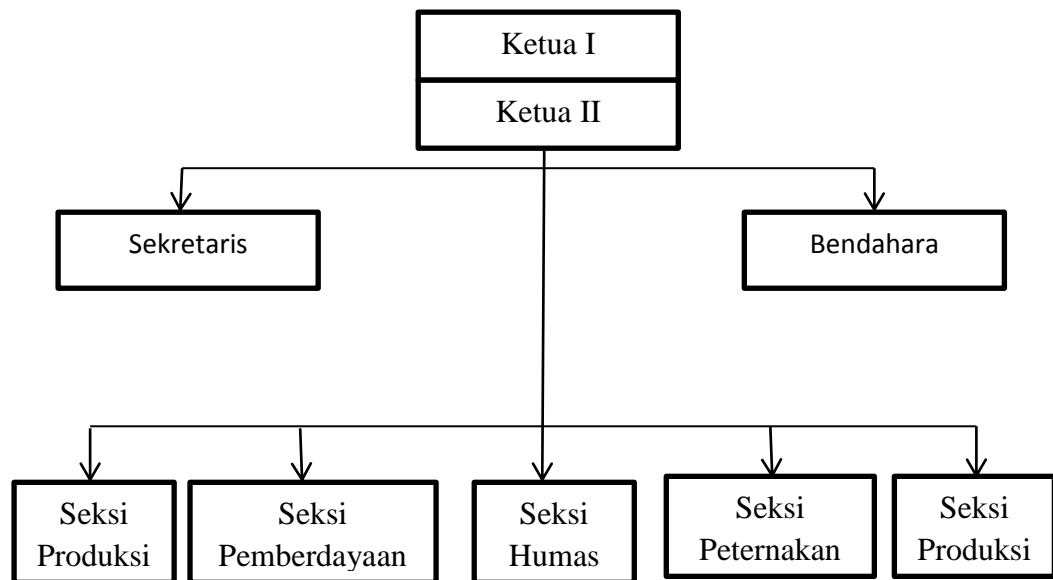 Ketua I
Ketua II
Sekretaris
Bendahara
Seksi
Produksi
Seksi
Pemberdayaan
Seksi
Humas
Seksi
Peternakan
Seksi
Produksi